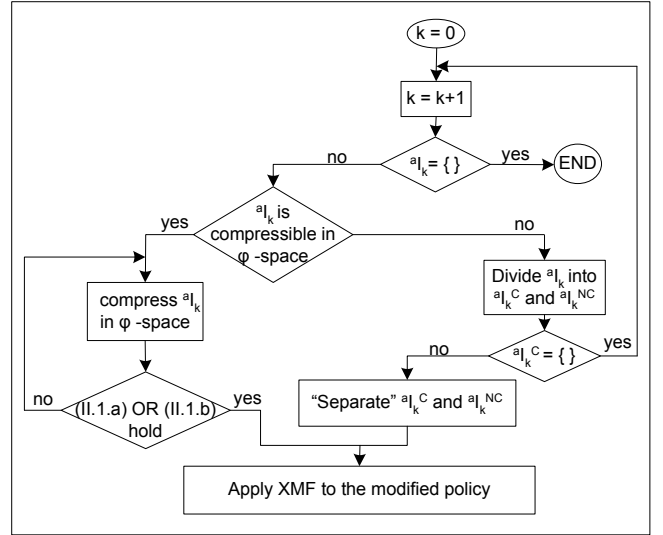 k = 0
k = k+1
ᵃIₖ = { }
no
yes
END
ᵃIₖ is
compressible in
φ -space
yes
no
compress ᵃIₖ
in φ -space
Divide ᵃIₖ into
ᵃIₖᶜ and ᵃIₖᴺᶜ
ᵃIₖᶜ = { }
no
yes
(II.1.a) OR (II.1.b)
hold
no
yes
“Separate” ᵃIₖᶜ and ᵃIₖᴺᶜ
Apply XMF to the modified policy